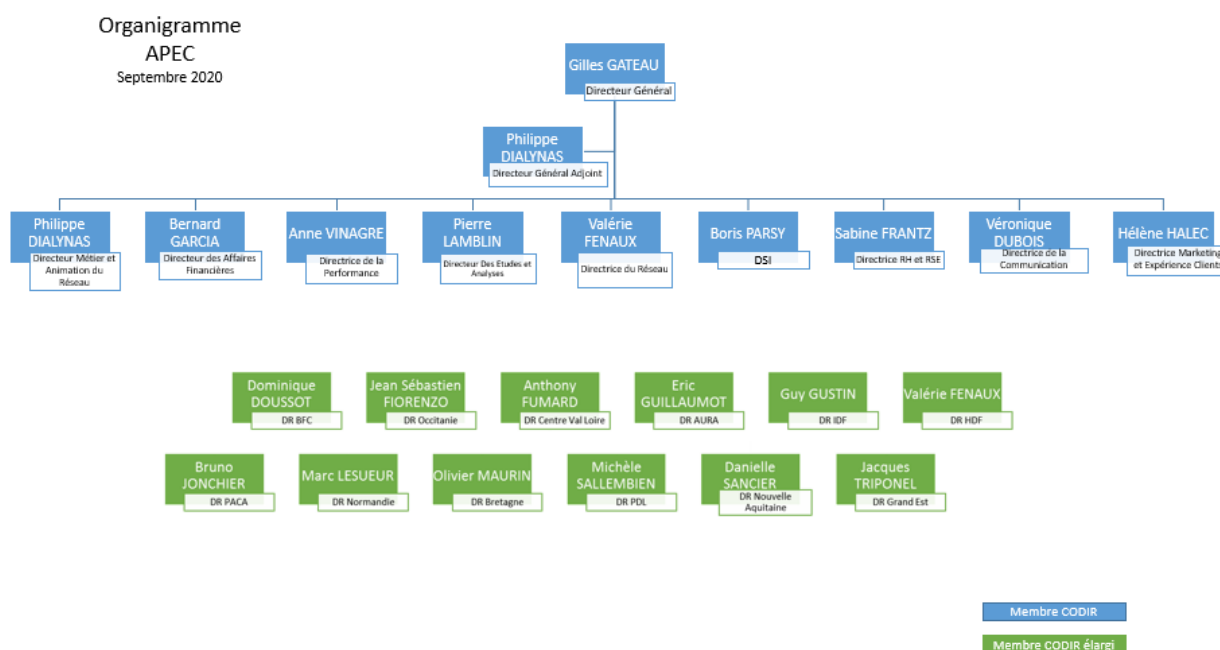 Organigramme
APEC
Septembre 2020
Gilles GATEAU
Directeur Général
Philippe
DIALYNAS
Directeur Général Adjoint
Philippe
DIALYNAS
Directeur Métier et
Animation du
Réseau
Bernard
GARCIA
Directeur des Affaires
Financières
Anne VINAGRE
Directrice de la
Performance
Pierre
LAMBLIN
Directeur Des Etudes et
Analyses
Valérie
FENAUX
Directrice du Réseau
Boris PARSY
DSI
Sabine FRANTZ
Directrice RH et RSE
Véronique
DUBOIS
Directrice de la
Communication
Hélène HALEC
Directrice Marketing
et Expérience Clients
Dominique
DOUSSOT
DR BFC
Jean Sébastien
FIORENZO
DR Occitanie
Anthony
FUMARD
DR Centre Val Loire
Eric
GUILLAUMOT
DR AURA
Guy GUSTIN
DR IDF
Valérie FENAUX
DR HDF
Bruno
JONCHIER
DR PACA
Marc LESUEUR
DR Normandie
Olivier MAURIN
DR Bretagne
Michèle
SALLEMBIEN
DR PDL
Danielle
SANCIER
DR Nouvelle
Aquitaine
Jacques
TRIPONEL
DR Grand Est
Membre CODIR
Membre CODIR élargi